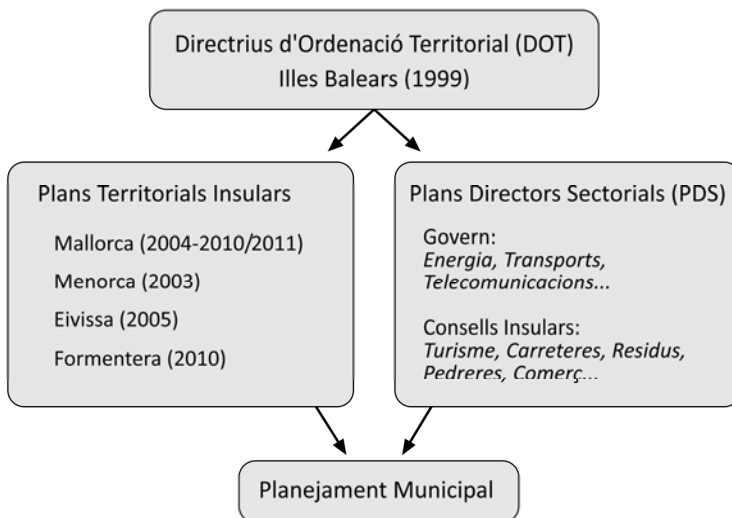 Directrius d'Ordenació Territorial (DOT)
Illes Balears (1999)
Plans Territorials Insulars
Mallorca (2004-2010/2011)
Menorca (2003)
Eivissa (2005)
Formentera (2010)
Plans Directors Sectorials (PDS)
Govern:
Energia, Transports,
Telecomunicacions...
Consells Insulars:
Turisme, Carreteres, Residus,
Pedreres, Comerç...
Planejament Municipal